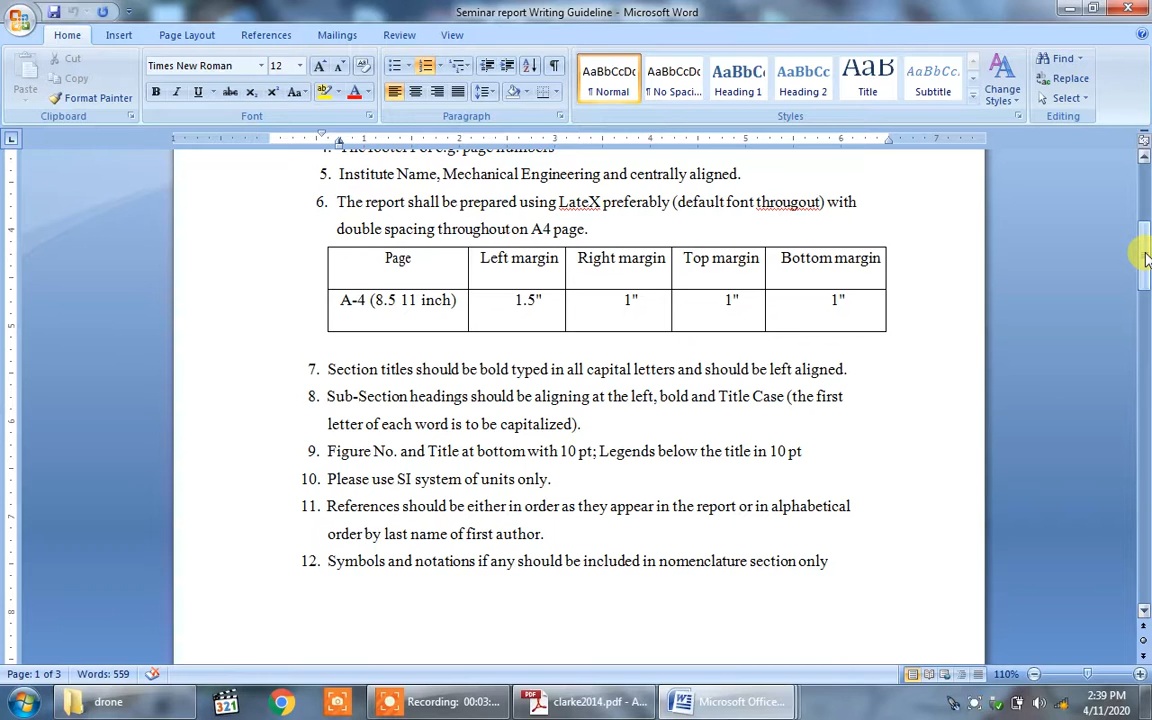 Seminar report Writing Guideline - Microsoft Word
Home Insert Page Layout References Mailings Review View
Paste
Cut
Copy
Format Painter
Clipboard
Times New Roman 12
Font
Paragraph
AaBbCcDc AaBbCcDc AaBbC AaBbCc AaB AaBbCc
¶ Normal ¶ No Spaci... Heading 1 Heading 2 Title Subtitle
Change Styles
Styles
Find
Replace
Select
Editing
5. Institute Name, Mechanical Engineering and centrally aligned.
6. The report shall be prepared using LateX preferably (default font througout) with
double spacing throughout on A4 page.
Page Left margin Right margin Top margin Bottom margin
A-4 (8.5 11 inch) 1.5" 1" 1" 1"
7. Section titles should be bold typed in all capital letters and should be left aligned.
8. Sub-Section headings should be aligning at the left, bold and Title Case (the first
letter of each word is to be capitalized).
9. Figure No. and Title at bottom with 10 pt; Legends below the title in 10 pt
10. Please use SI system of units only.
11. References should be either in order as they appear in the report or in alphabetical
order by last name of first author.
12. Symbols and notations if any should be included in nomenclature section only
Page: 1 of 3 Words: 559 110%
drone
321
Recording: 00:03:...
clarke2014.pdf - A...
Microsoft Office...
2:39 PM
4/11/2020